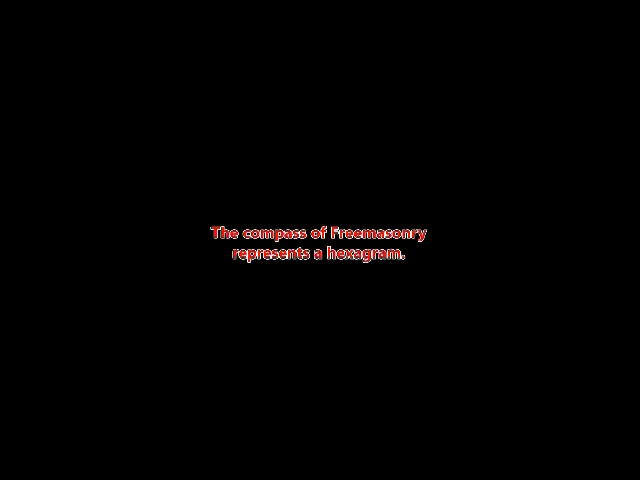 The compass of Freemasonry
represents a hexagram.